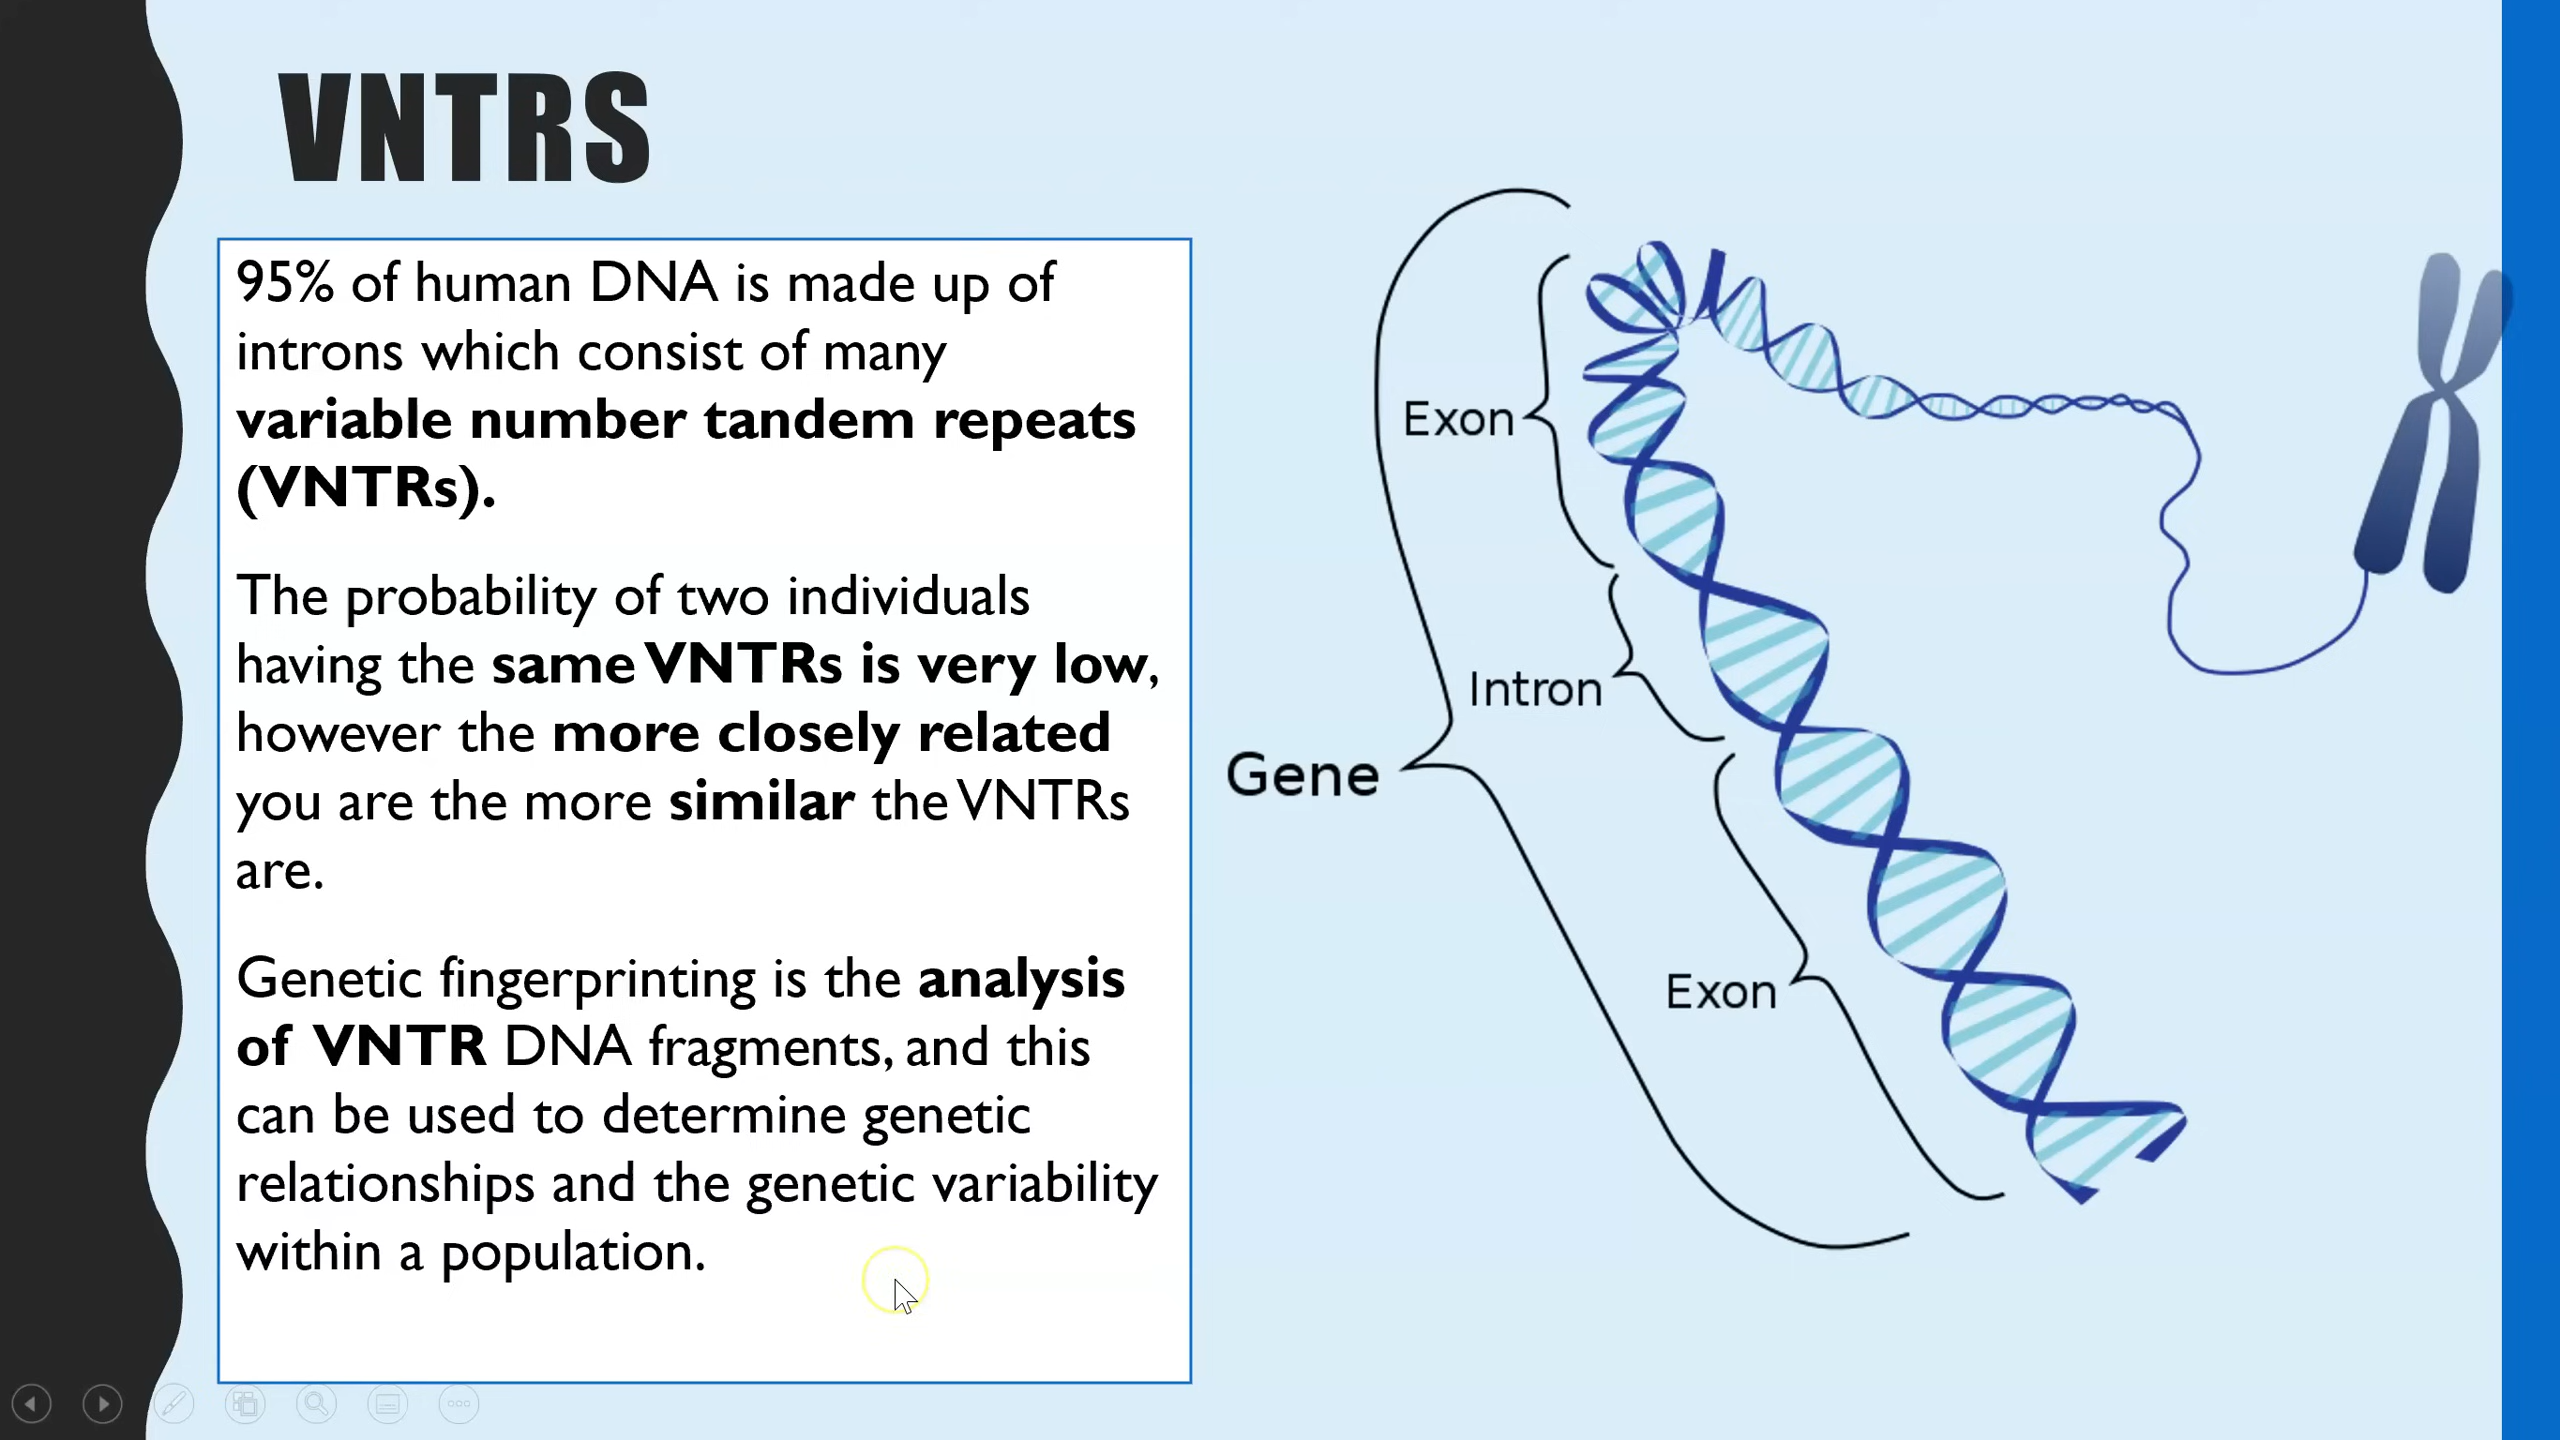 VNTRS
95% of human DNA is made up of
introns which consist of many
variable number tandem repeats
(VNTRs).
The probability of two individuals
having the same VNTRs is very low,
however the more closely related
you are the more similar the VNTRs
are.
Genetic fingerprinting is the analysis
of VNTR DNA fragments, and this
can be used to determine genetic
relationships and the genetic variability
within a population.
Exon
Intron
Gene
Exon